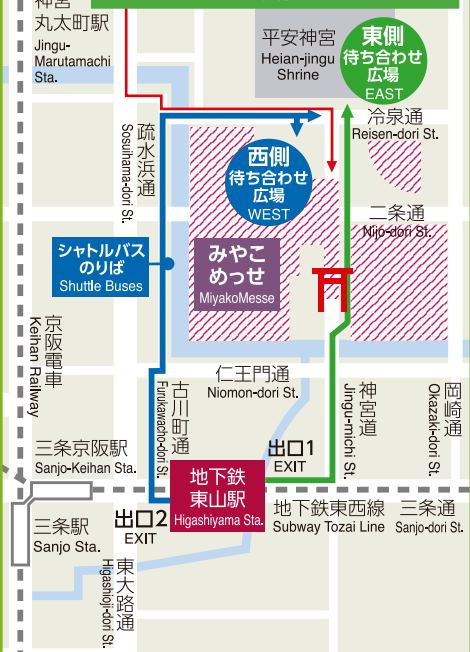 神宮
丸太町駅
Jingu-
Marutamachi
Sta.
平安神宮
Heian-jingu
Shrine
東側
待ち合わせ
広場
EAST
冷泉通
Reisen-dori St.
疏水浜通
Sosuihama-dori St.
西側
待ち合わせ
広場
WEST
二条通
Nijo-dori St.
シャトルバス
のりば
Shuttle Buses
みやこ
めっせ
MiyakoMesse
京阪電車
Keihan Railway
仁王門通
Niomon-dori St.
古川町通
Furukawacho-dori St.
神宮道
Jingu-michi St.
岡崎通
Okazaki-dori St.
三条京阪駅
Sanjo-Keihan Sta.
出口1
EXIT
地下鉄
東山駅
Higashiyama Sta.
地下鉄東西線
Subway Tozai Line
三条通
Sanjo-dori St.
三条駅
Sanjo Sta.
出口2
EXIT
東大路通
Higashioji-dori St.